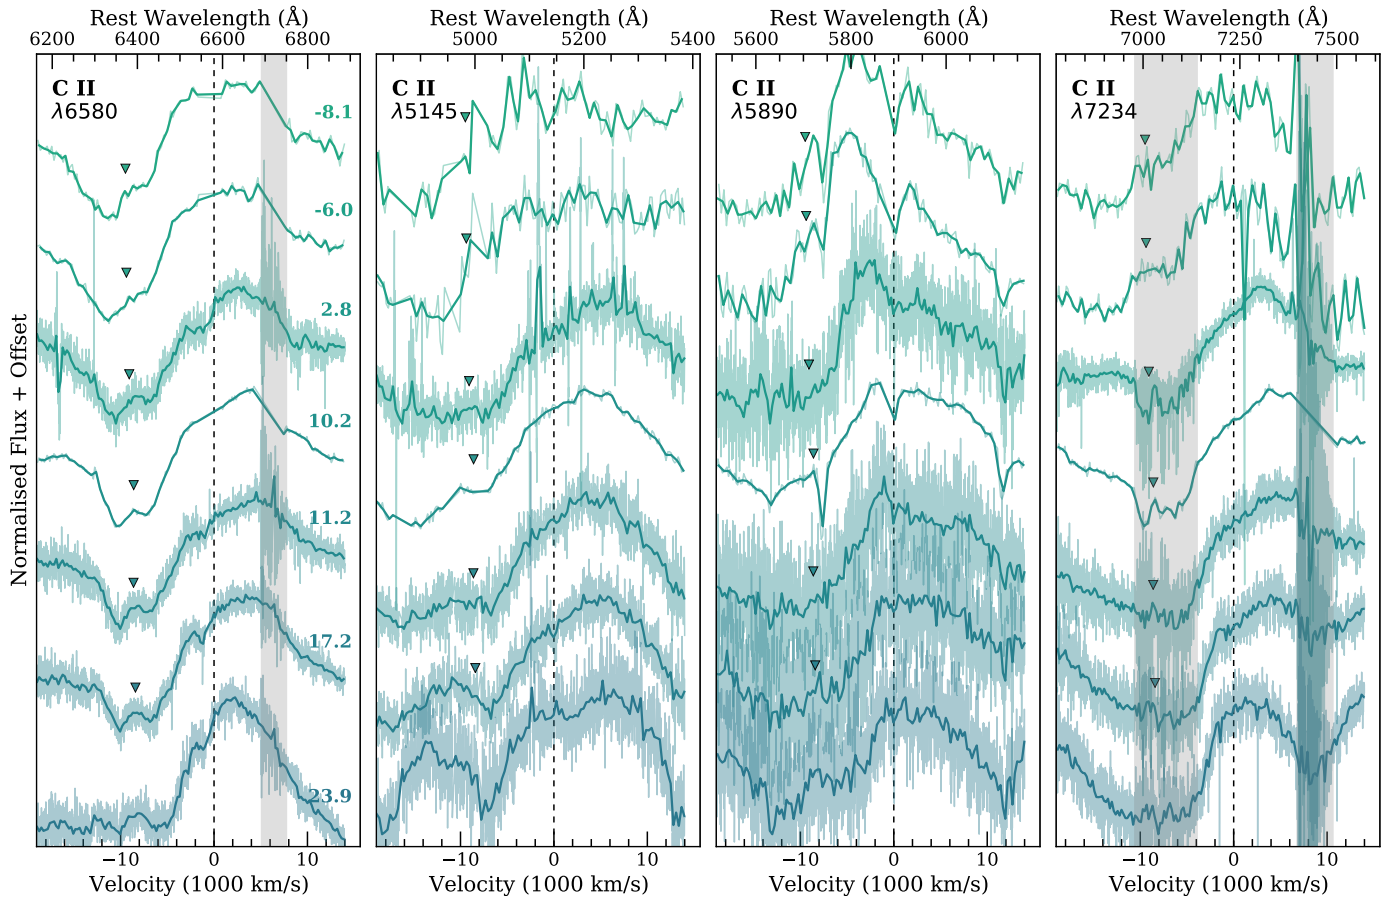 Rest Wavelength (Å) Rest Wavelength (Å) Rest Wavelength (Å) Rest Wavelength (Å)
6200 6400 6600 6800 5000 5200 5400 5600 5800 6000 7000 7250 7500
C II C II C II C II
λ6580 λ5145 λ5890 λ7234
-8.1
-6.0
2.8
10.2
11.2
17.2
23.9
Normalised Flux + Offset
−10 0 10 −10 0 10 −10 0 10 −10 0 10
Velocity (1000 km/s) Velocity (1000 km/s) Velocity (1000 km/s) Velocity (1000 km/s)